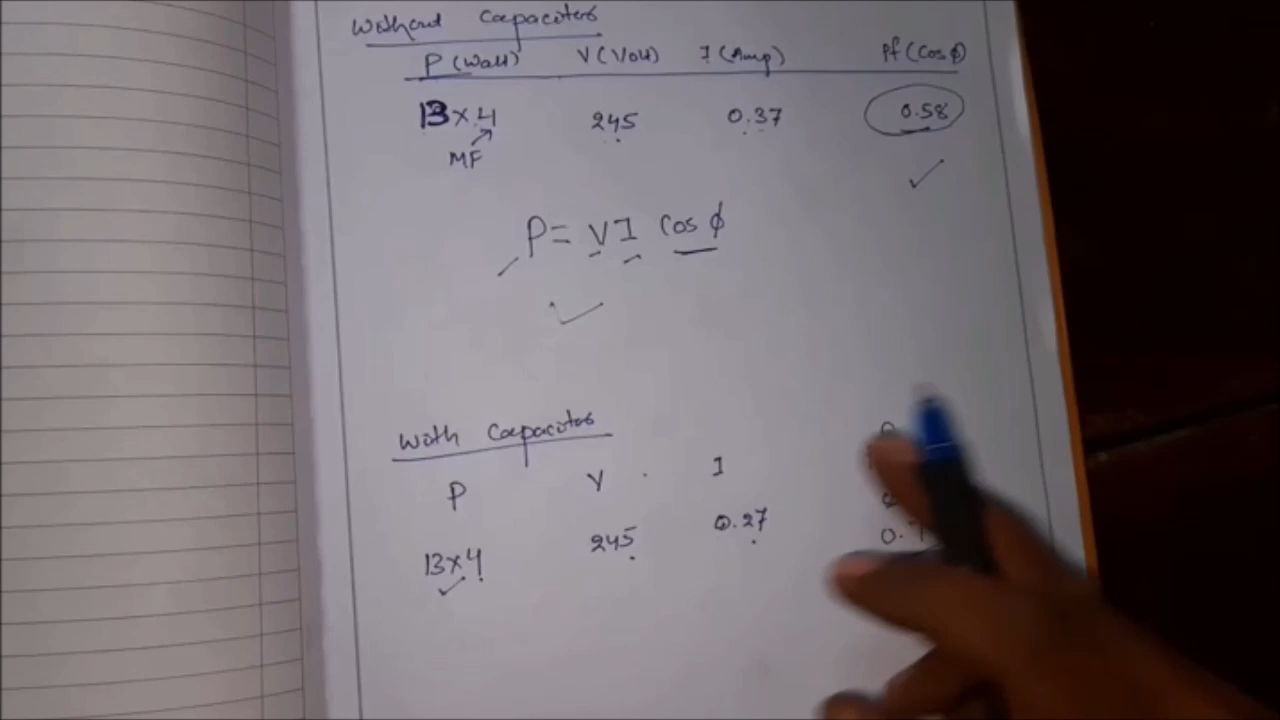 Without Capacitors
P (Watt) V (Volt) I (Amp) Pf (Cos ϕ)
13 × 4 245 0.37 0.58
MF
P = VI Cos ϕ
With Capacitors
P V I
13×4 245 0.27